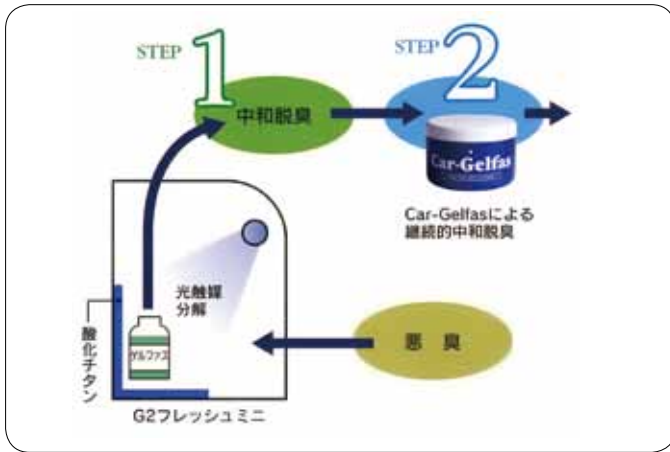 STEP 1
中和脱臭
STEP 2
Car-Gelfas
Car-Gelfasによる
継続的中和脱臭
光触媒
分解
酸化チタン
ゲルファス
悪臭
G2フレッシュミニ